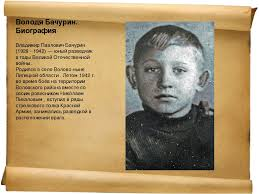 Володя Бачурин.
Биография
Владимир Павлович Бачурин
(1928 - 1942) — юный разведчик
в годы Великой Отечественной
войны.
Родился в селе Волово ныне
Липецкой области . Летом 1942 г.
во время боёв на территории
Воловского района вместе со
своим ровесником Николаем
Пикаловым , вступил в ряды
стрелкового полка Красной
Армии, занимались разведкой в
расположении врага.